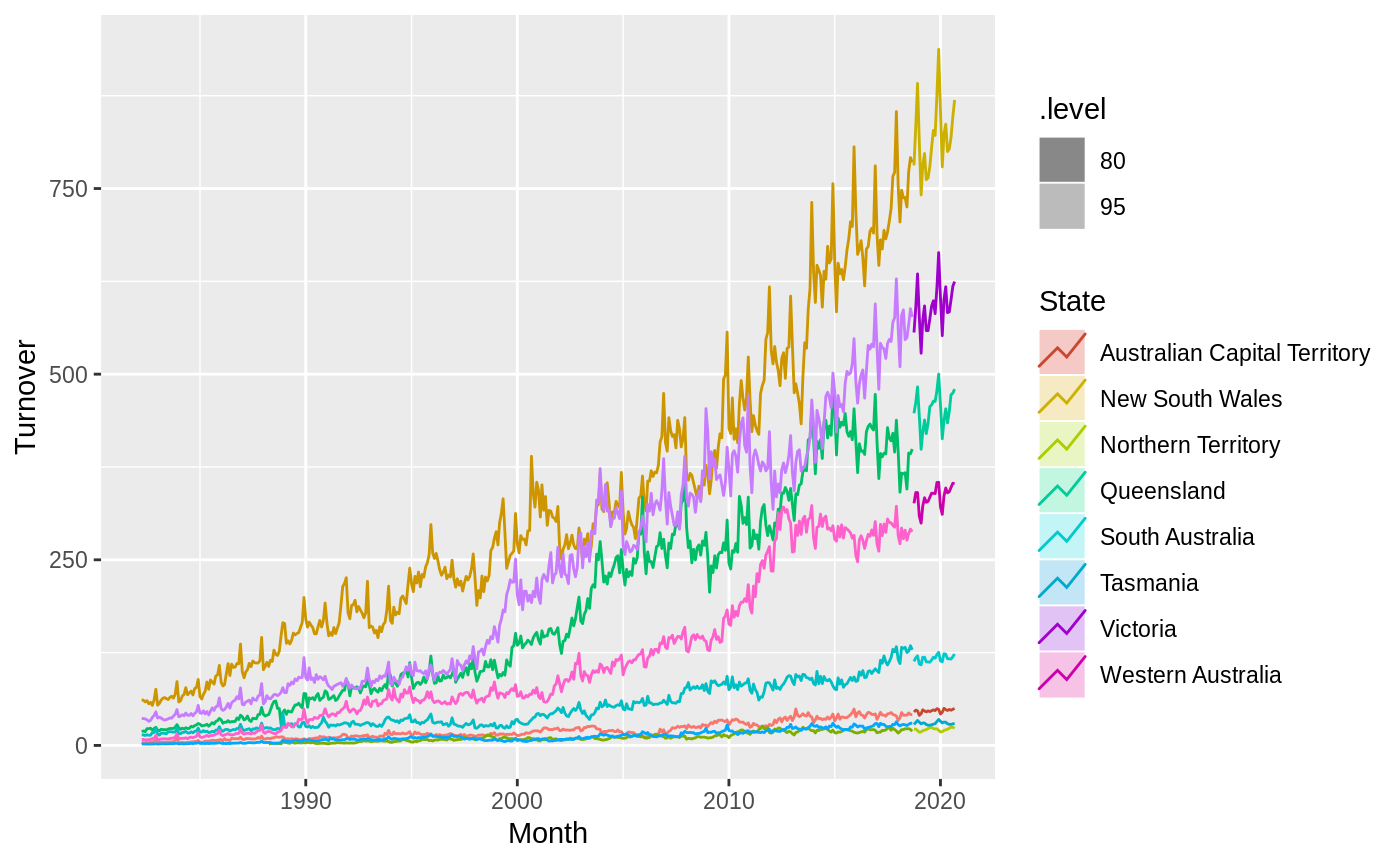 Turnover
750
500
250
0
1990
2000
2010
2020
Month
.level
80
95
State
Australian Capital Territory
New South Wales
Northern Territory
Queensland
South Australia
Tasmania
Victoria
Western Australia